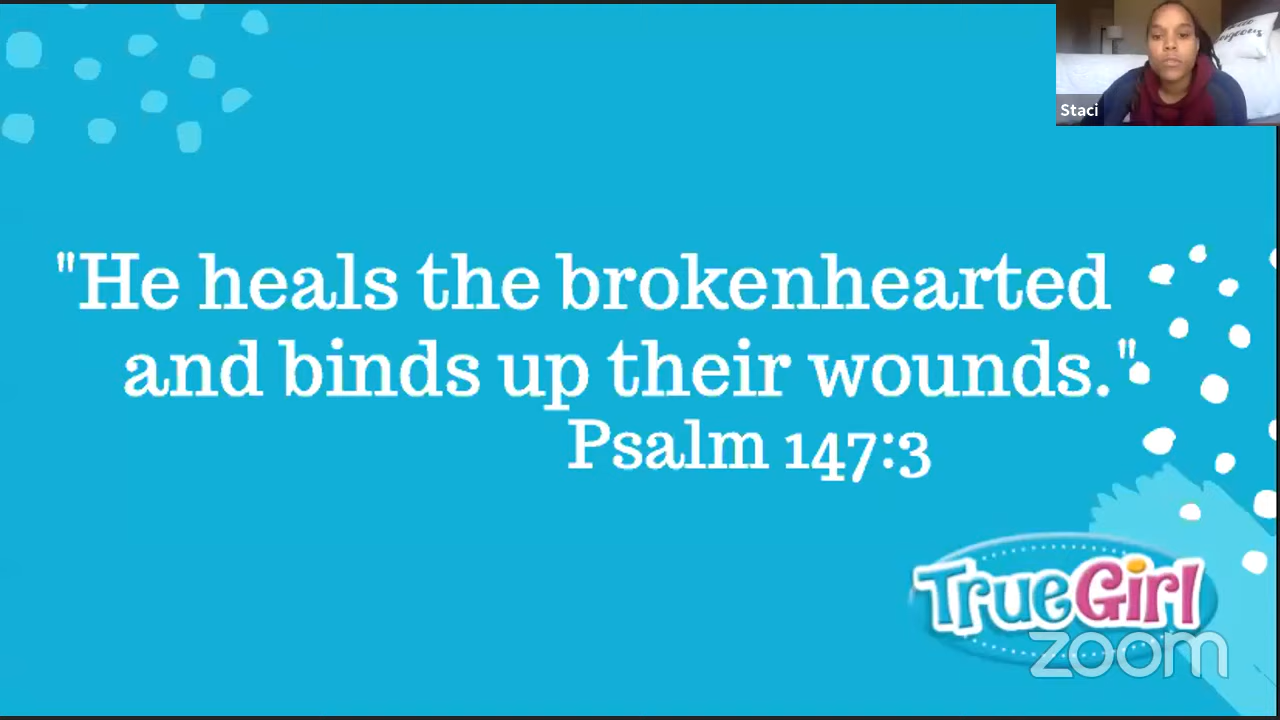 Staci
"He heals the brokenhearted
and binds up their wounds."
Psalm 147:3
TrueGirl
zoom